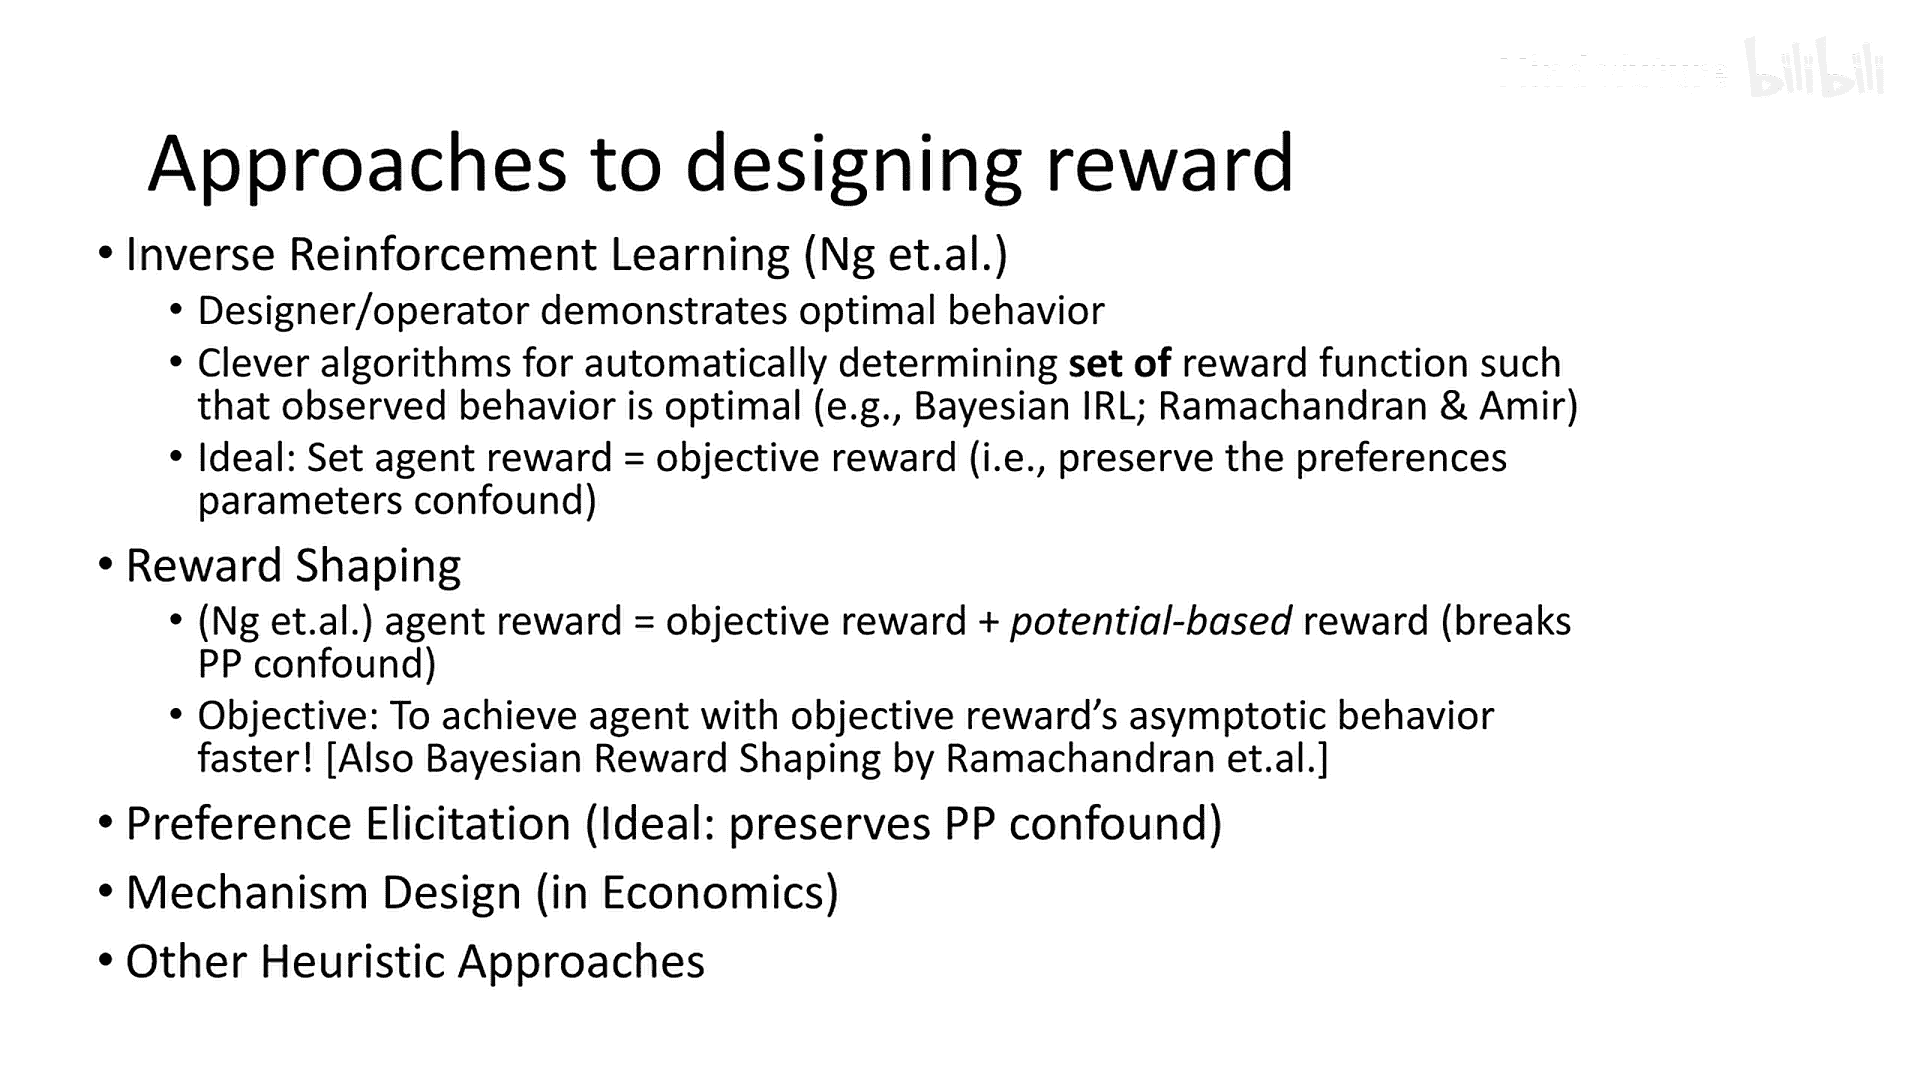 bilibili
Approaches to designing reward
• Inverse Reinforcement Learning (Ng et.al.)
• Designer/operator demonstrates optimal behavior
• Clever algorithms for automatically determining set of reward function such
that observed behavior is optimal (e.g., Bayesian IRL; Ramachandran & Amir)
• Ideal: Set agent reward = objective reward (i.e., preserve the preferences
parameters confound)
• Reward Shaping
• (Ng et.al.) agent reward = objective reward + potential-based reward (breaks
PP confound)
• Objective: To achieve agent with objective reward’s asymptotic behavior
faster! [Also Bayesian Reward Shaping by Ramachandran et.al.]
• Preference Elicitation (Ideal: preserves PP confound)
• Mechanism Design (in Economics)
• Other Heuristic Approaches